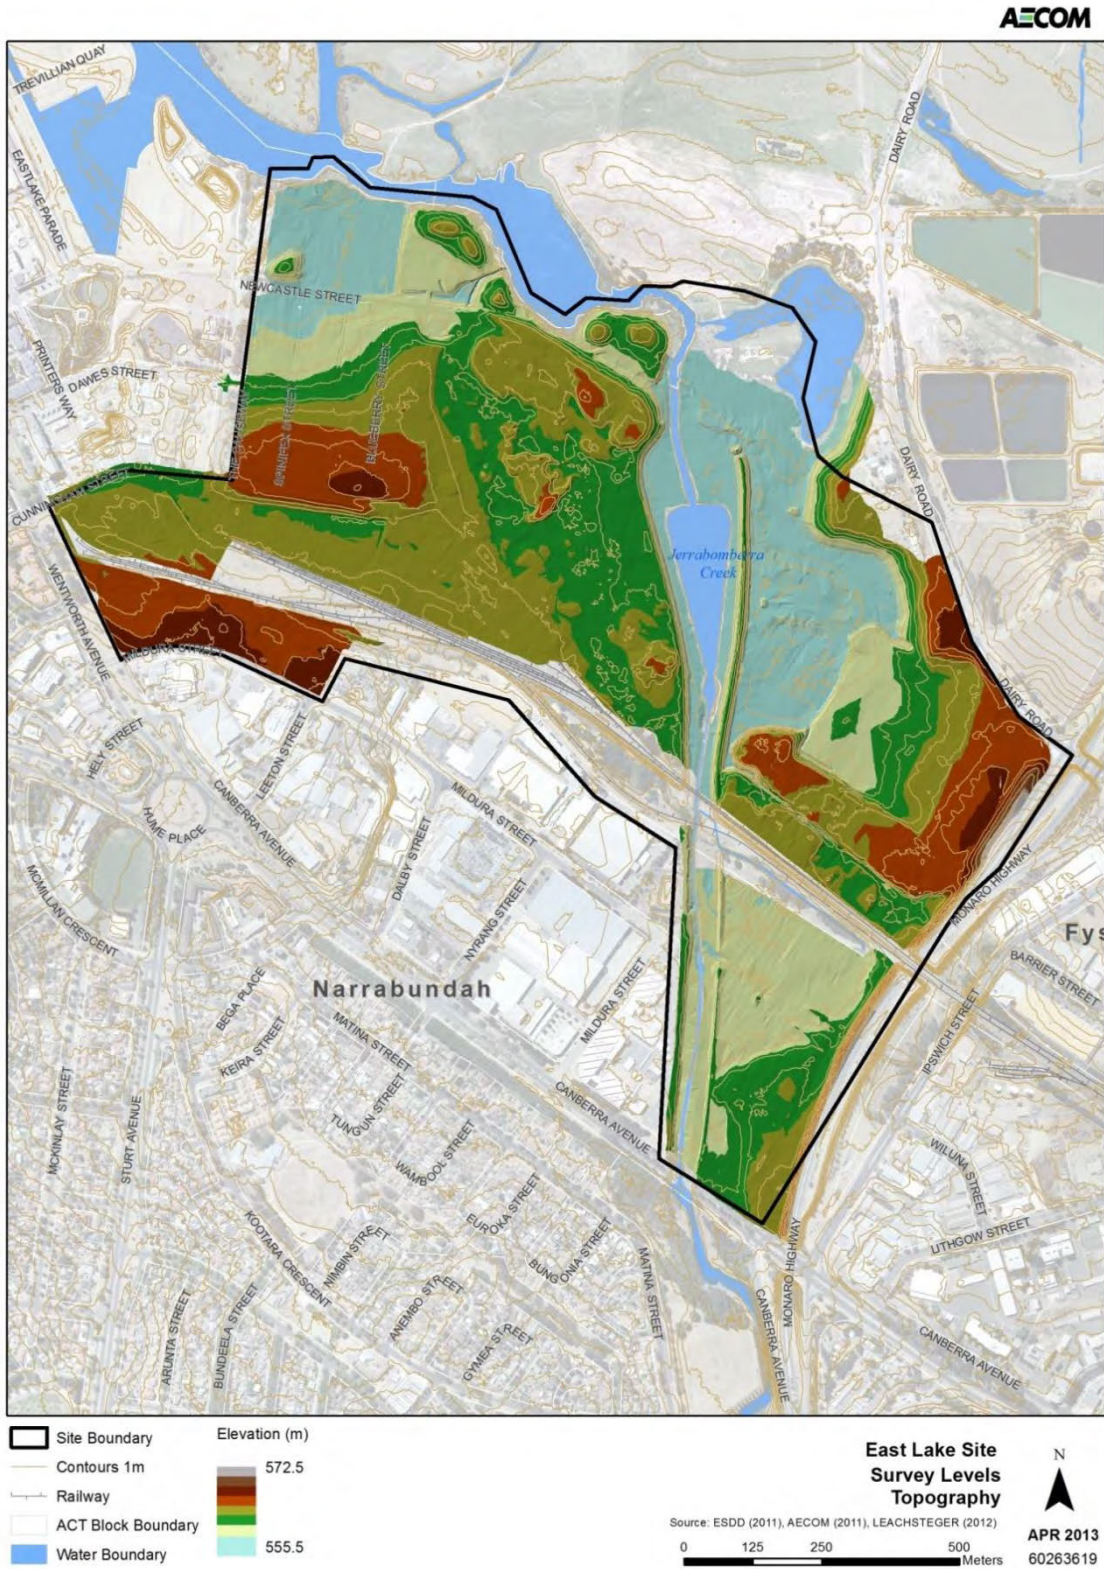 AECOM
TREVILLIAN QUAY
DAIRY ROAD
EASTLAKE PARADE
NEWCASTLE STREET
PRINTERS WAY
DAWES STREET
BLUEBERRY STREET
SPINIFEX STREET
DAIRY ROAD
CUNNINGHAM STREET
Jerrabomberra
Creek
WENTWORTH AVENUE
MILDURA STREET
DAIRY ROAD
HELY STREET
LEETON STREET
CANBERRA AVENUE
HUME PLACE
MILDURA STREET
DALBY STREET
MCMILLAN CRESCENT
NYRANG STREET
MONARO HIGHWAY
Fys
BARRIER STREET
Narrabundah
BEGA PLACE
MILDURA STREET
IPSWICH STREET
KEIRA STREET
MATINA STREET
MCKINLAY STREET
STURT AVENUE
TUNGUN STREET
CANBERRA AVENUE
WAMBOOL STREET
WILUNA STREET
EUROKA STREET
KOOTARA CRESCENT
NIMBIN STREET
BUNGONIA STREET
LITHGOW STREET
MATINA STREET
MONARO HIGHWAY
ARUNTA STREET
BUNDEELA STREET
ANEMBO STREET
GYMEA STREET
CANBERRA AVENUE
CANBERRA AVENUE
Site Boundary
Contours 1m
Railway
ACT Block Boundary
Water Boundary
Elevation (m)
572.5
555.5
East Lake Site
Survey Levels
Topography
Source: ESDD (2011), AECOM (2011), LEACHSTEGER (2012)
0 125 250 500
Meters
N
APR 2013
60263619